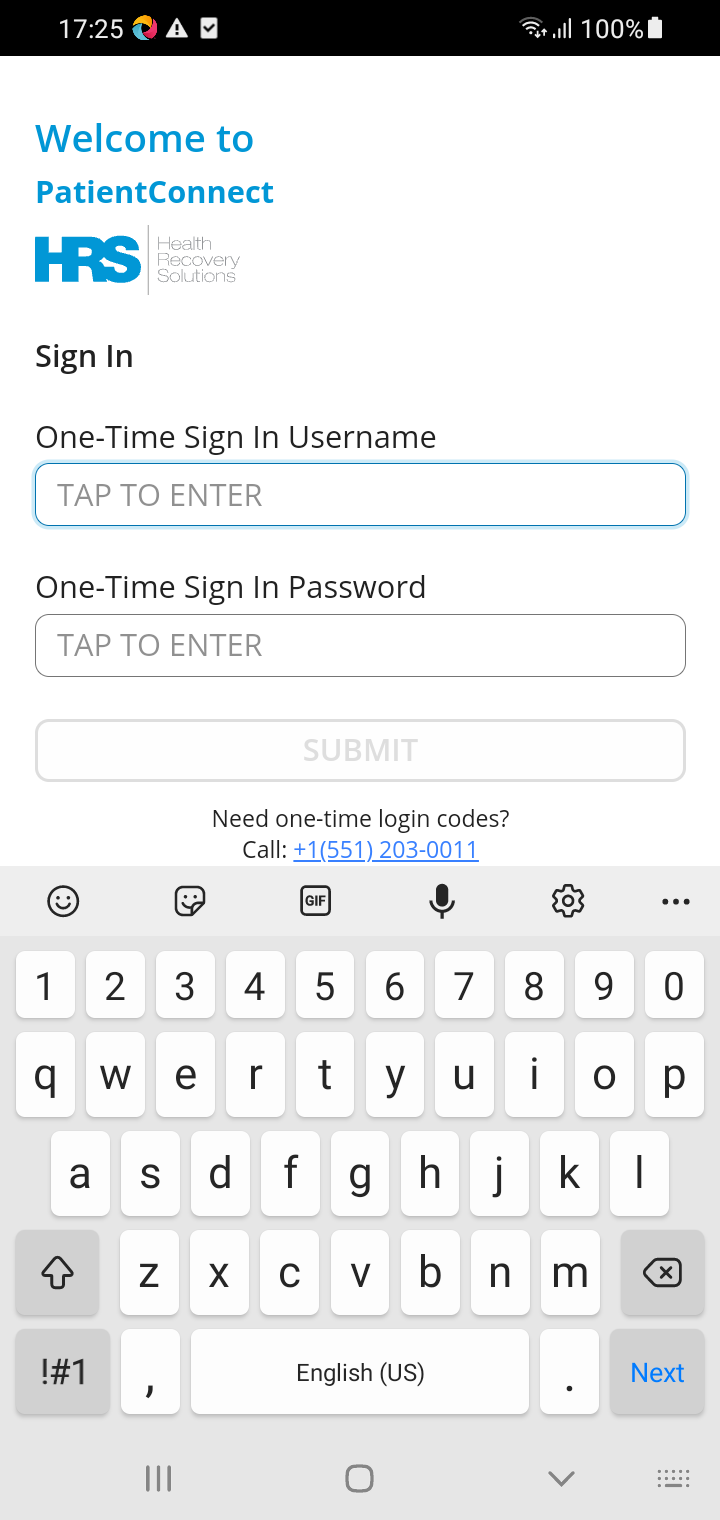 17:25
100%
Welcome to
PatientConnect
HRS Health
Recovery
Solutions
Sign In
One-Time Sign In Username
TAP TO ENTER
One-Time Sign In Password
TAP TO ENTER
SUBMIT
Need one-time login codes?
Call: +1(551) 203-0011
GIF
1 2 3 4 5 6 7 8 9 0
q w e r t y u i o p
a s d f g h j k l
z x c v b n m
!#1 , English (US) . Next